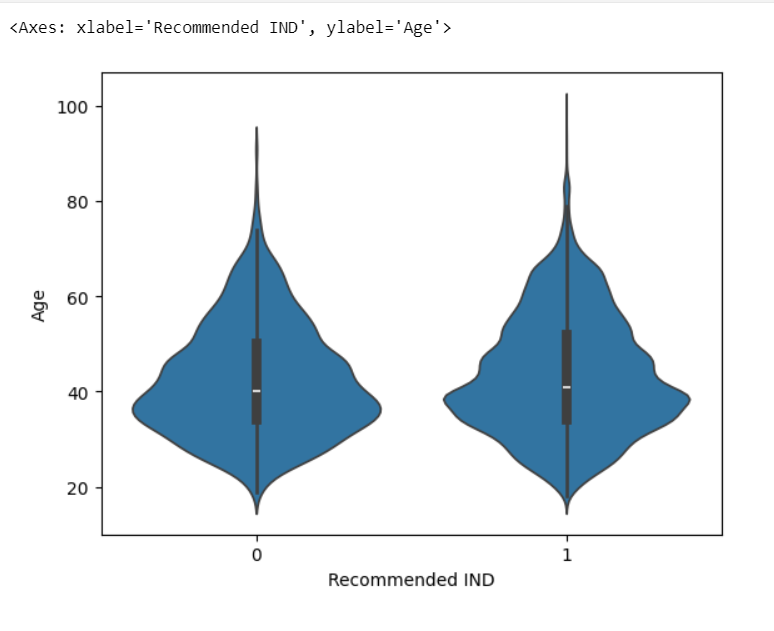 <Axes: xlabel='Recommended IND', ylabel='Age'>
100
80
60
40
20
Age
0 1
Recommended IND